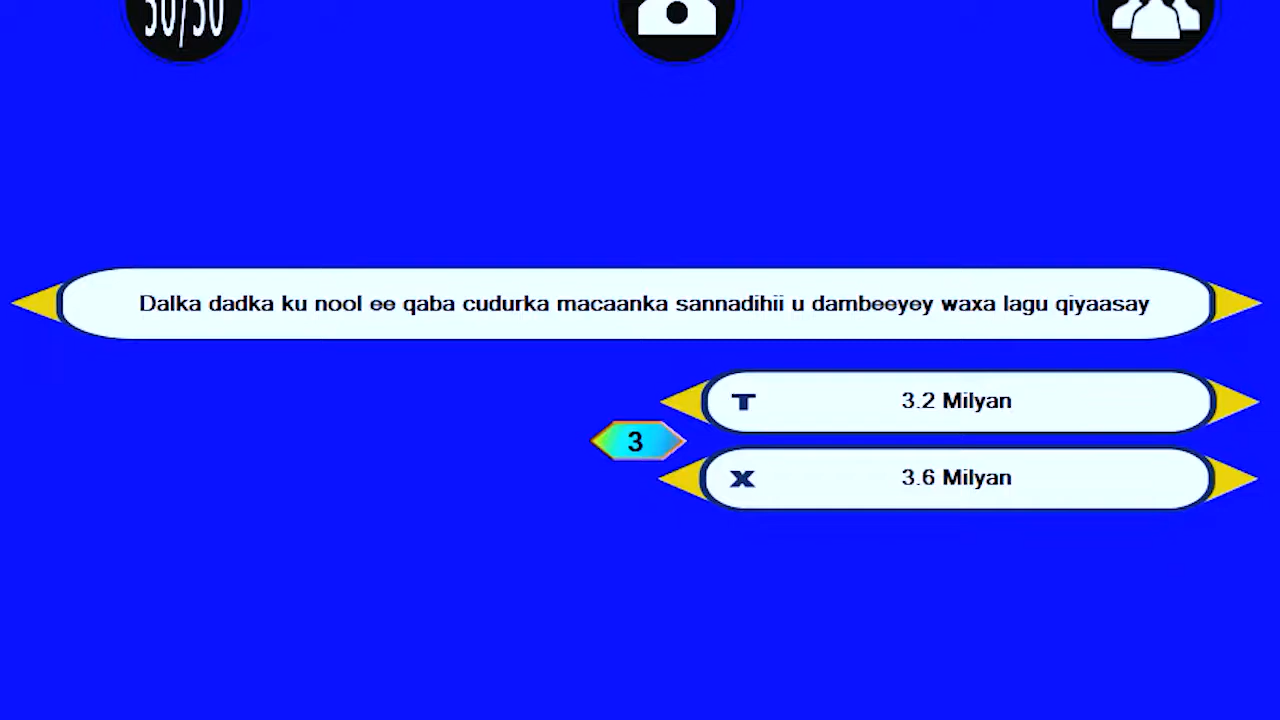 50/50
Dalka dadka ku nool ee qaba cudurka macaanka sannadihii u dambeeyey waxa lagu qiyaasay
T 3.2 Milyan
3
X 3.6 Milyan